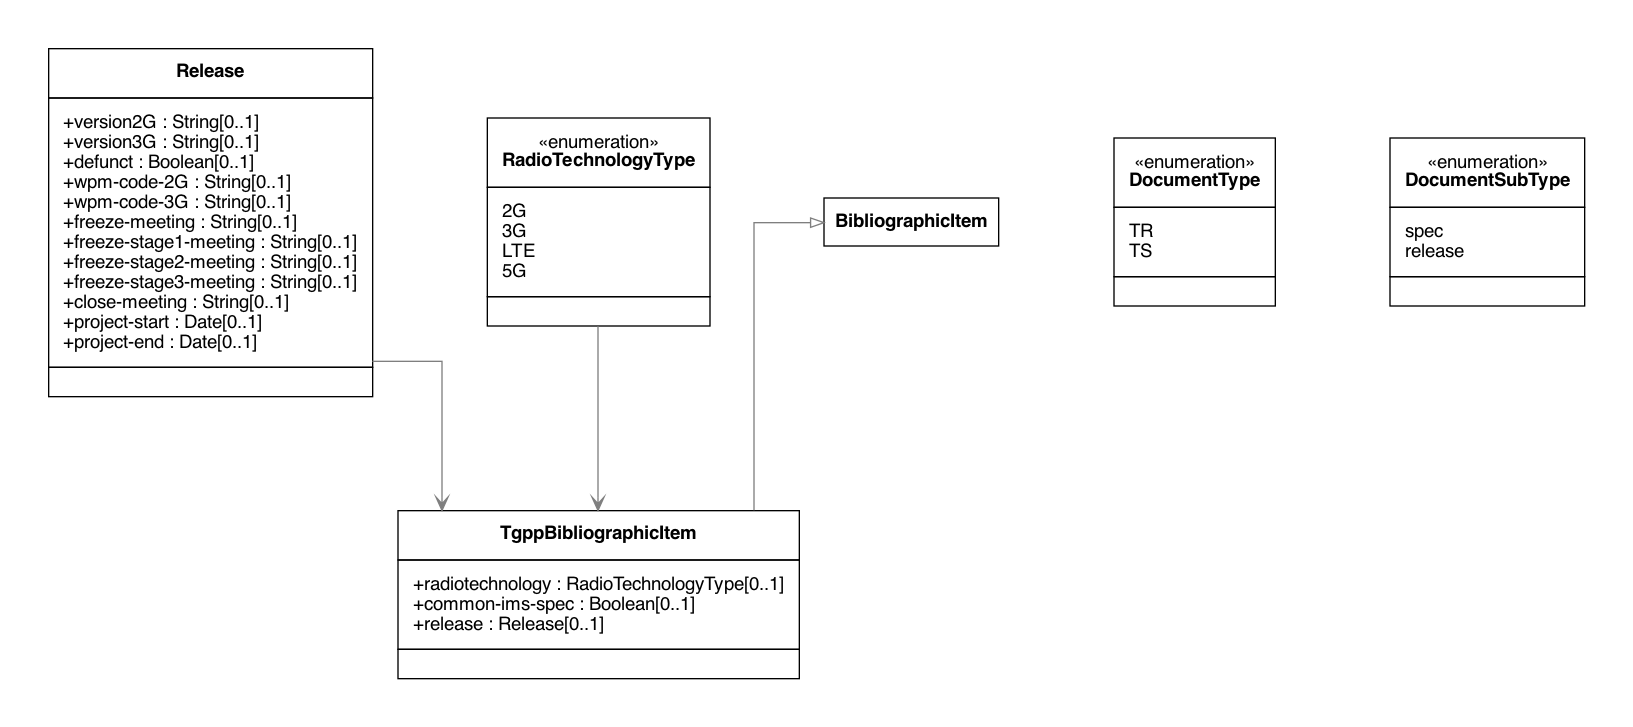 Release
+version2G : String[0..1]
+version3G : String[0..1]
+defunct : Boolean[0..1]
+wpm-code-2G : String[0..1]
+wpm-code-3G : String[0..1]
+freeze-meeting : String[0..1]
+freeze-stage1-meeting : String[0..1]
+freeze-stage2-meeting : String[0..1]
+freeze-stage3-meeting : String[0..1]
+close-meeting : String[0..1]
+project-start : Date[0..1]
+project-end : Date[0..1]
«enumeration»
RadioTechnologyType
2G
3G
LTE
5G
BibliographicItem
«enumeration»
DocumentType
TR
TS
«enumeration»
DocumentSubType
spec
release
TgppBibliographicItem
+radiotechnology : RadioTechnologyType[0..1]
+common-ims-spec : Boolean[0..1]
+release : Release[0..1]